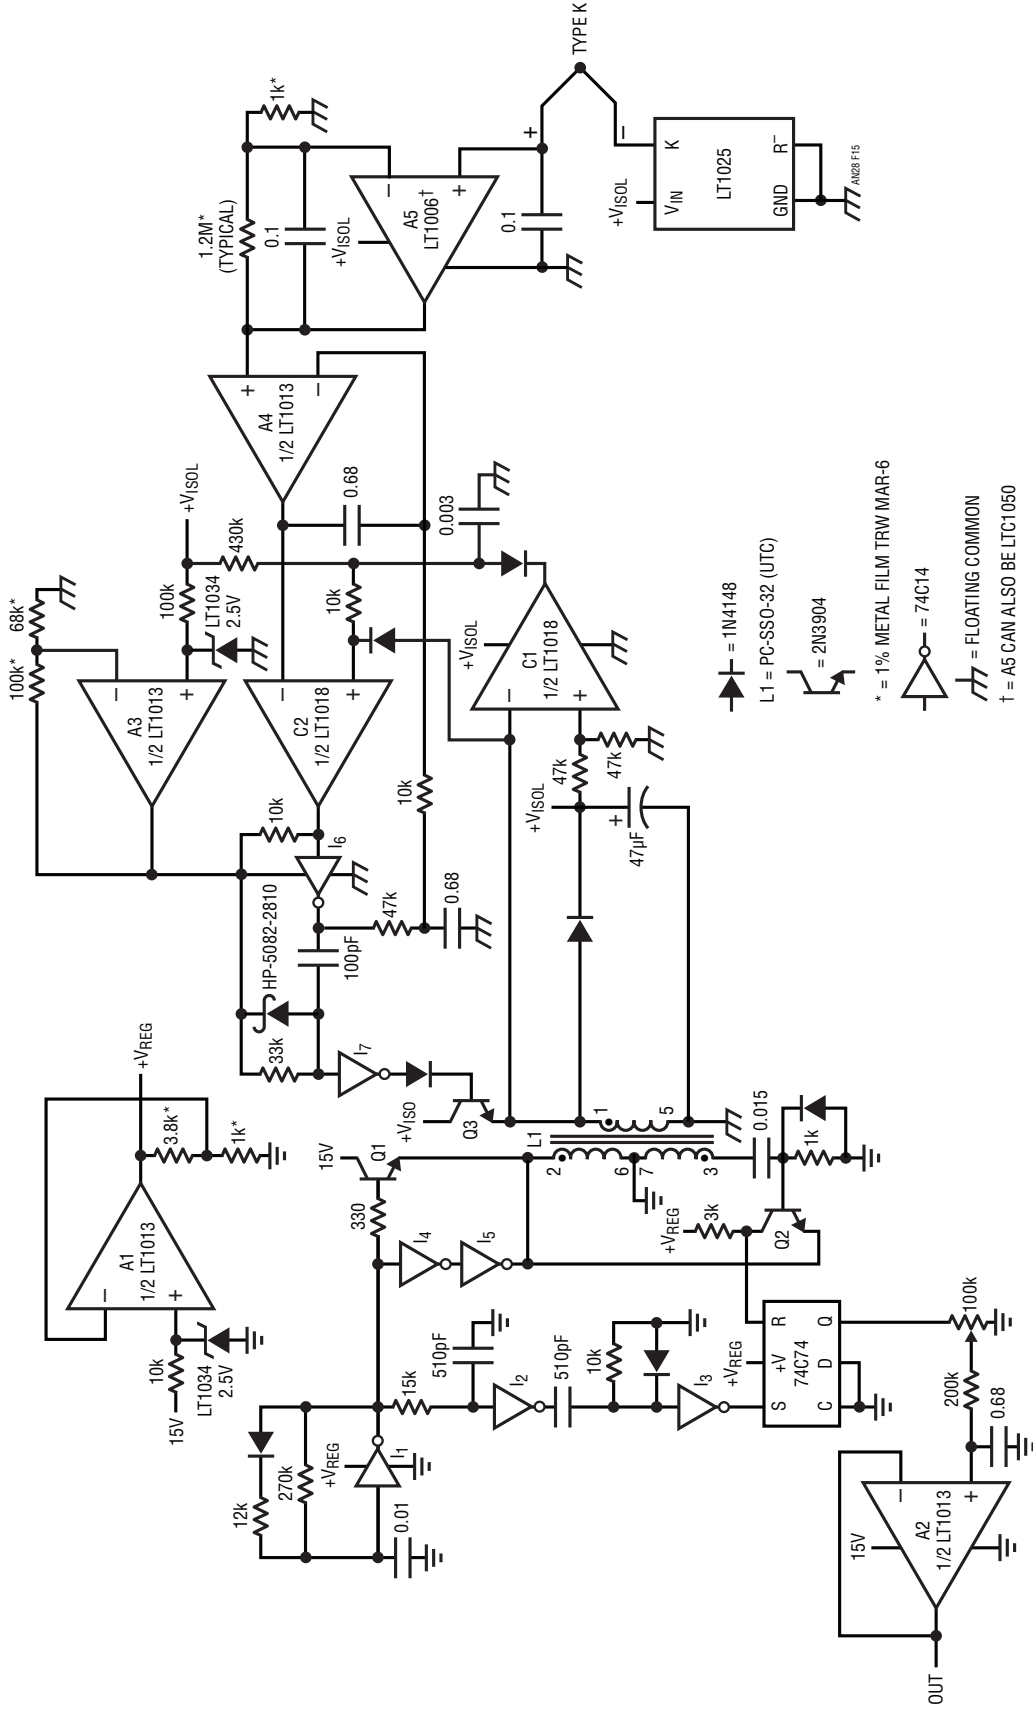 TYPE K
1k*
1.2M*
(TYPICAL)
0.1
+VISOL
A5
LT1006†
−
+
0.1
+
−
+VISOL
VIN
K
LT1025
GND
R−
AN28 F15
A4
1/2 LT1013
+
−
68k*
100k*
+VISOL
100k
LT1034
2.5V
430k
0.68
0.003
A3
1/2 LT1013
−
+
10k
C2
1/2 LT1018
−
+
+VISOL
C1
1/2 LT1018
−
+
10k
I6
10k
47k
47k
+VISOL
+
47µF
HP-5082-2810
100pF
47k
0.68
33k
I7
+VISO
Q3
+VREG
3.8k*
1k*
A1
1/2 LT1013
−
+
10k
15V
LT1034
2.5V
15V
Q1
330
I4
I5
L1
1
5
2
6
7
3
0.015
1k
+VREG
3k
Q2
12k
270k
+VREG
I1
0.01
15k
510pF
I2
510pF
10k
I3
+VREG
S
+V
R
74C74
C
D
Q
100k
200k
0.68
15V
A2
1/2 LT1013
−
+
OUT
= 1N4148
L1 = PC-SSO-32 (UTC)
= 2N3904
* = 1% METAL FILM TRW MAR-6
= 74C14
= FLOATING COMMON
† = A5 CAN ALSO BE LTC1050